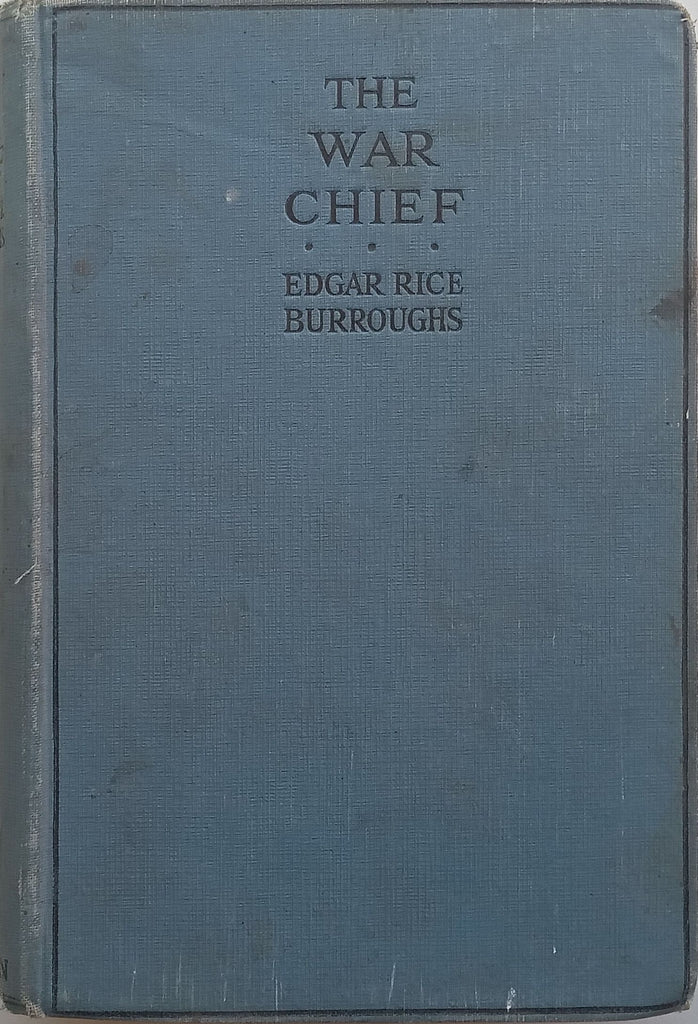 THE
WAR
CHIEF
• • •
EDGAR RICE
BURROUGHS